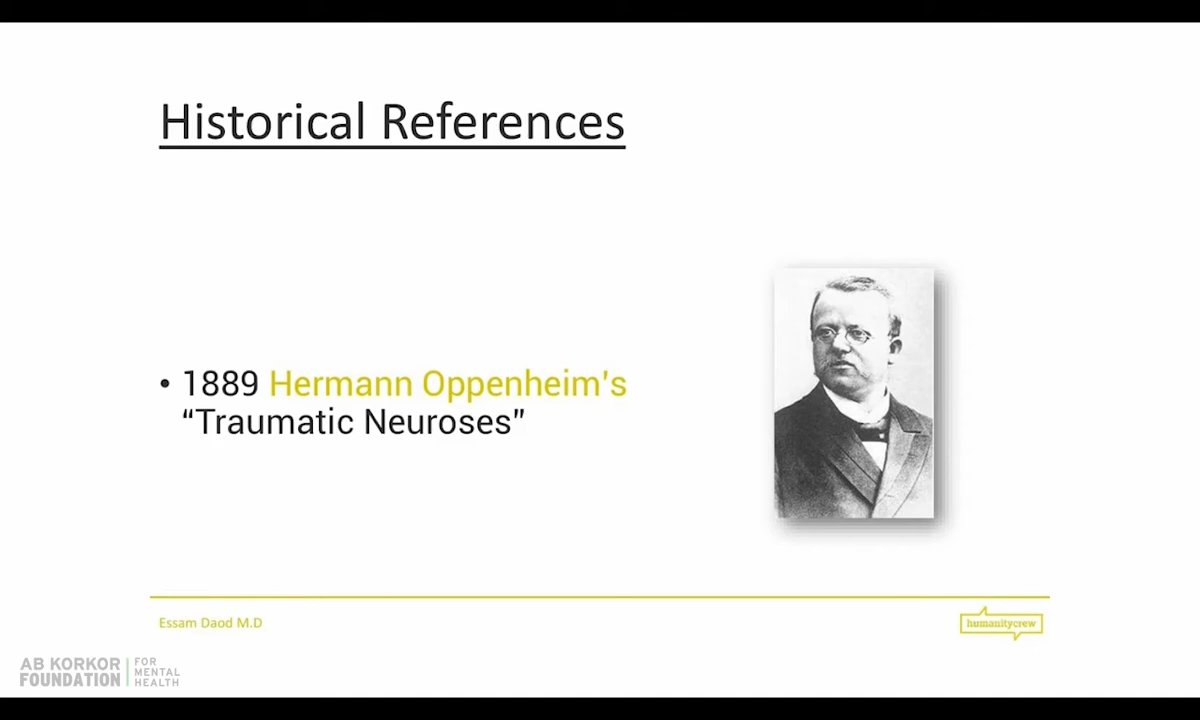 Historical References
• 1889 Hermann Oppenheim's
“Traumatic Neuroses”
Essam Daod M.D
humanitycrew
AB KORKOR
FOUNDATION
FOR
MENTAL
HEALTH